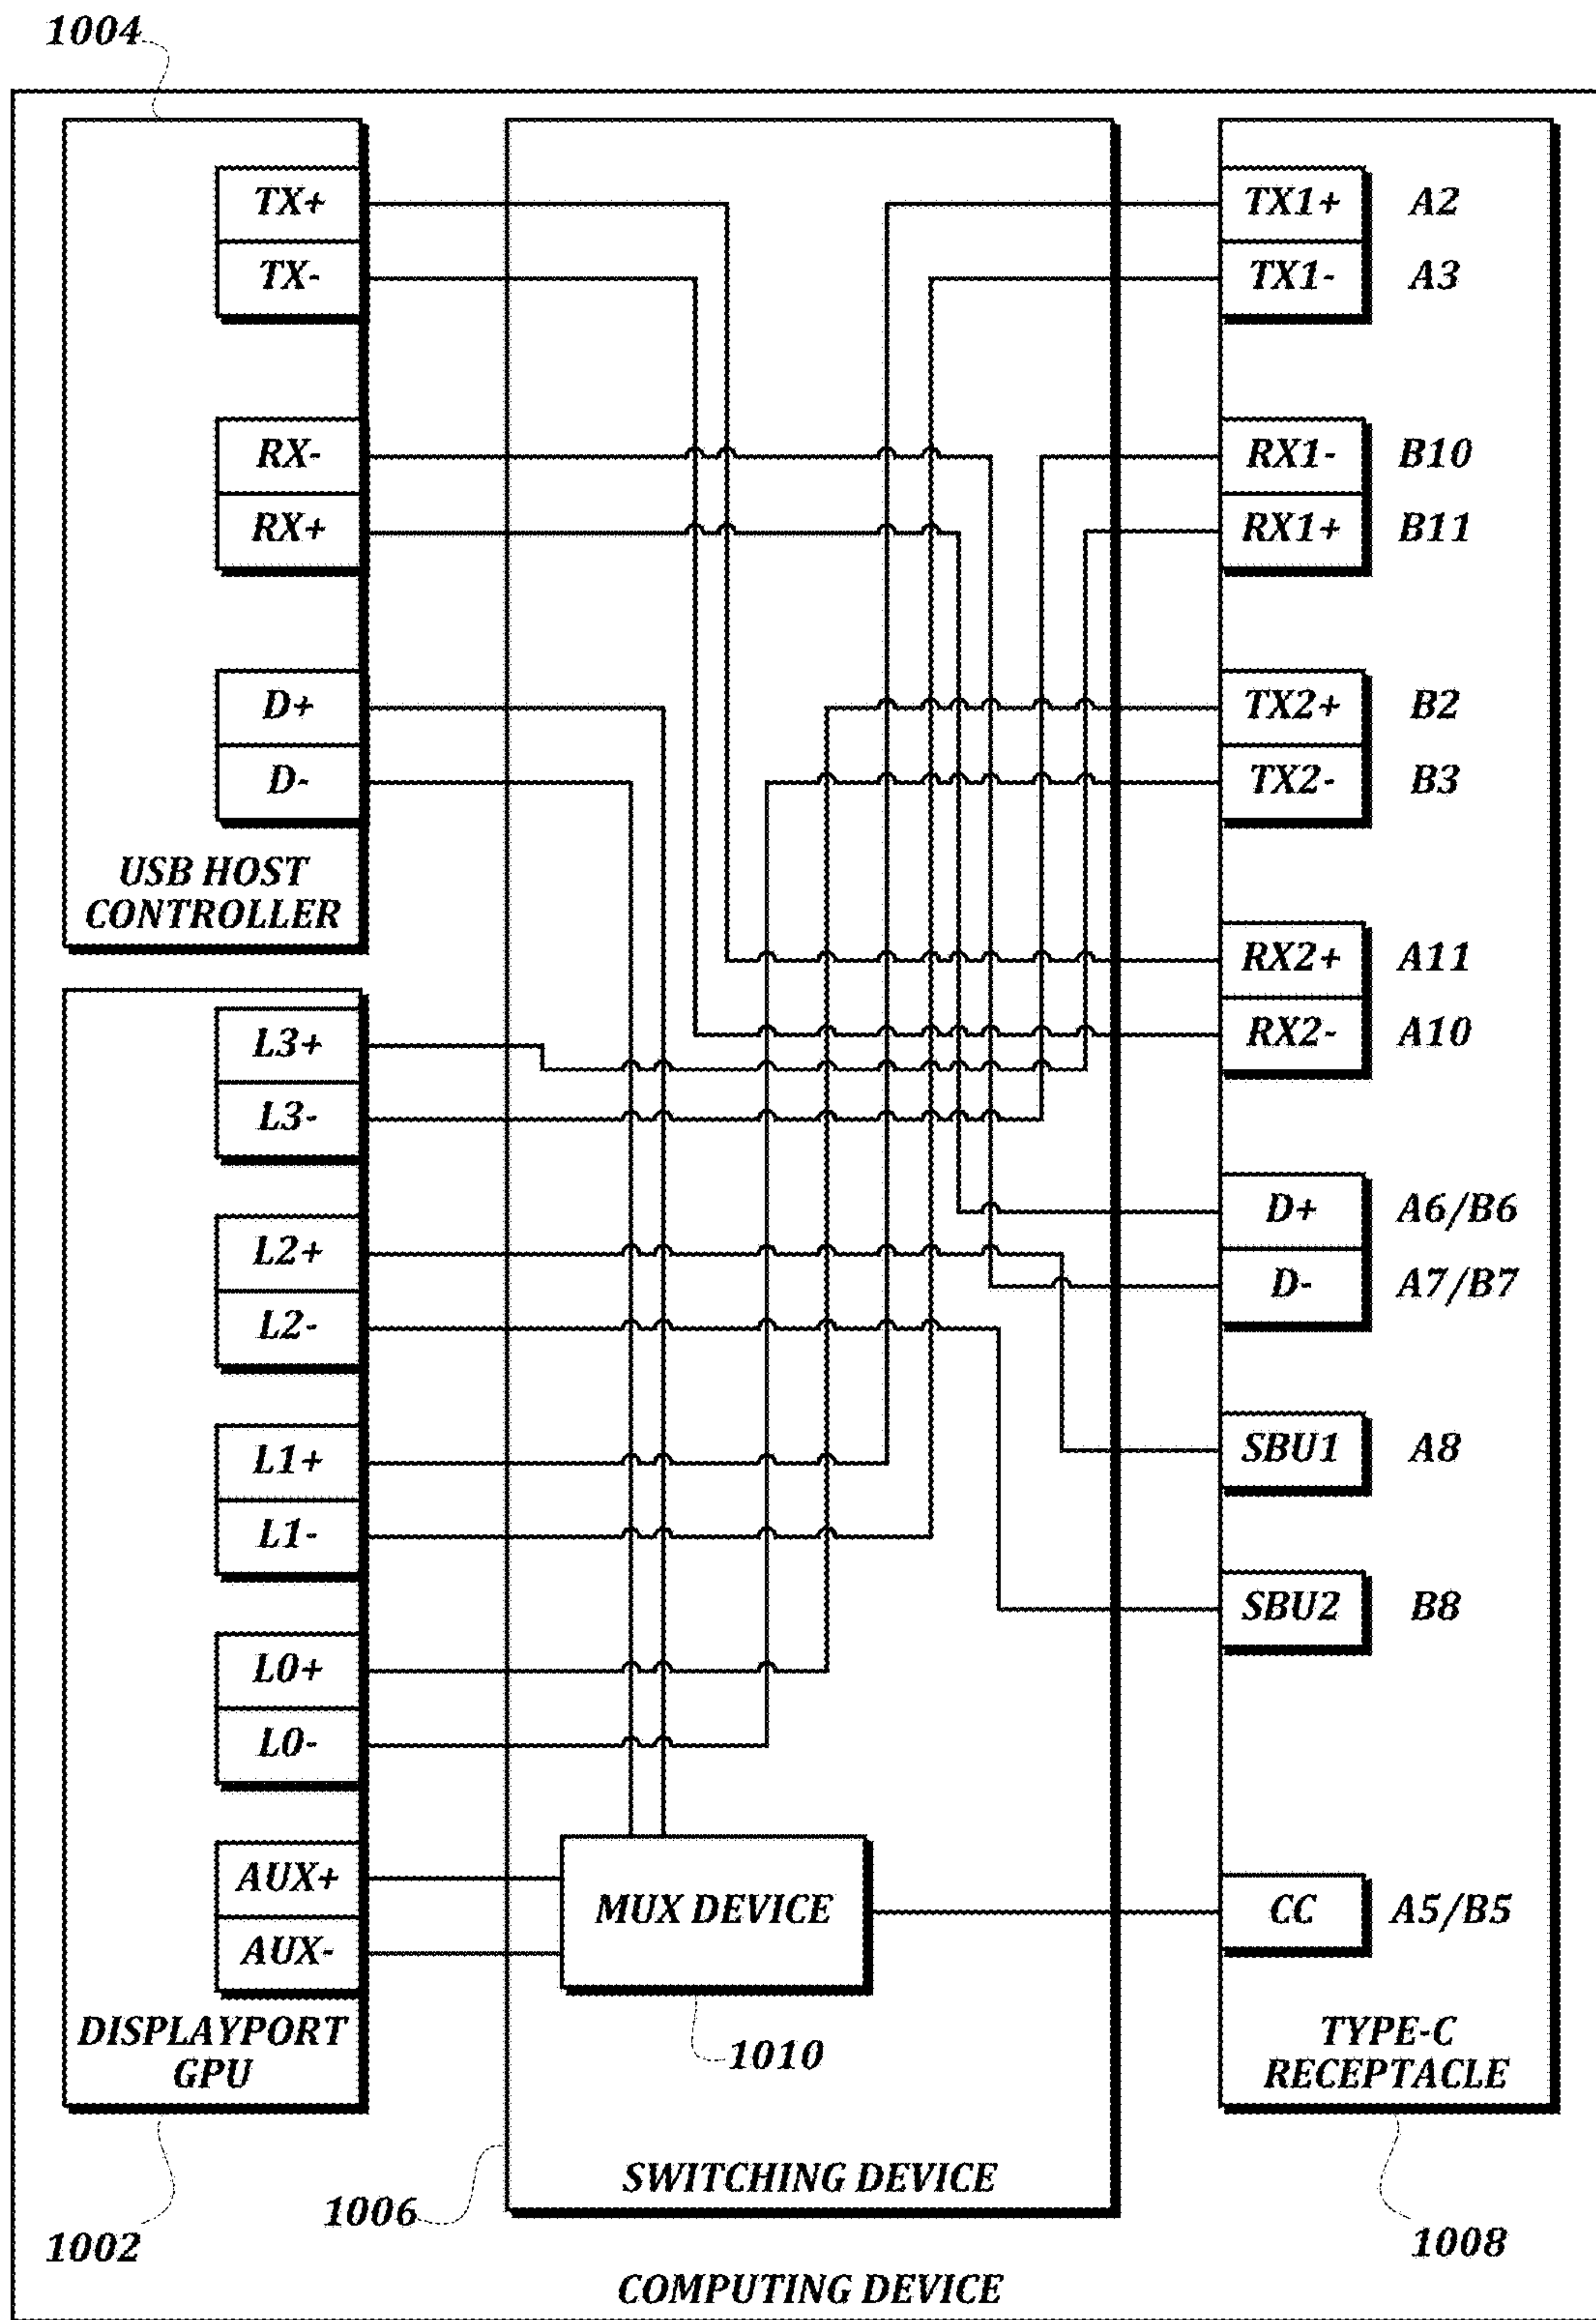 1004
TX+
TX-
RX-
RX+
D+
D-
USB HOST
CONTROLLER
L3+
L3-
L2+
L2-
L1+
L1-
L0+
L0-
AUX+
AUX-
DISPLAYPORT
GPU
1002
MUX DEVICE
1010
SWITCHING DEVICE
1006
TX1+ A2
TX1- A3
RX1- B10
RX1+ B11
TX2+ B2
TX2- B3
RX2+ A11
RX2- A10
D+ A6/B6
D- A7/B7
SBU1 A8
SBU2 B8
CC A5/B5
TYPE-C
RECEPTACLE
1008
COMPUTING DEVICE